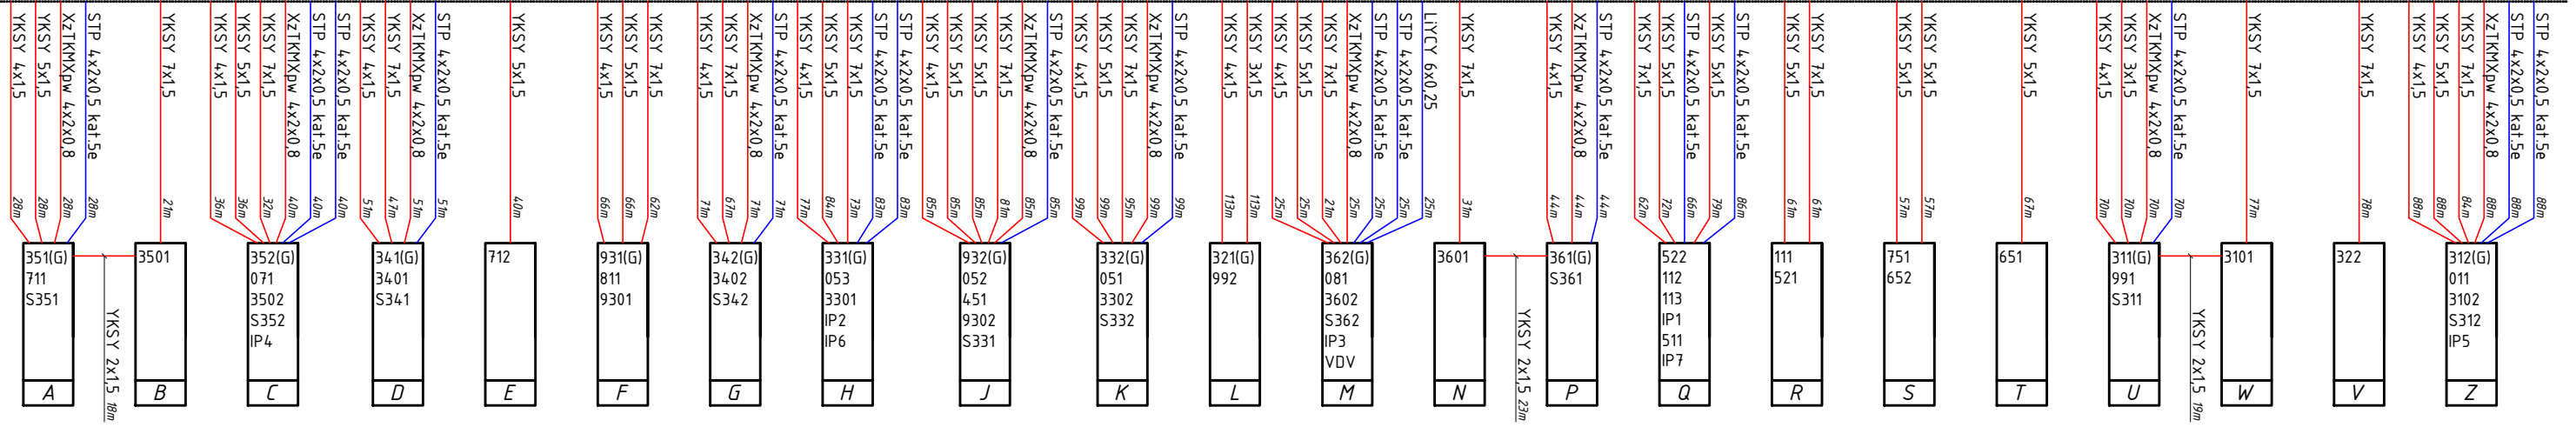 YKSY 4x1,5 28m
YKSY 5x1,5 28m
XzTKMXpw 4x2x0,8 28m
STP 4x2x0,5 kat.5e 28m
351(G)
711
S351
A
YKSY 2x1,5 18m
YKSY 7x1,5 21m
3501
B
YKSY 4x1,5 36m
YKSY 5x1,5 36m
YKSY 7x1,5 32m
XzTKMXpw 4x2x0,8 40m
STP 4x2x0,5 kat.5e 40m
STP 4x2x0,5 kat.5e 40m
352(G)
071
3502
S352
IP4
C
YKSY 4x1,5 51m
YKSY 7x1,5 47m
XzTKMXpw 4x2x0,8 51m
STP 4x2x0,5 kat.5e 51m
341(G)
3401
S341
D
YKSY 5x1,5 40m
712
E
YKSY 4x1,5 66m
YKSY 5x1,5 66m
YKSY 7x1,5 62m
931(G)
811
9301
F
YKSY 4x1,5 71m
YKSY 7x1,5 67m
XzTKMXpw 4x2x0,8 71m
STP 4x2x0,5 kat.5e 71m
342(G)
3402
S342
G
YKSY 4x1,5 77m
YKSY 5x1,5 84m
YKSY 7x1,5 73m
STP 4x2x0,5 kat.5e 83m
STP 4x2x0,5 kat.5e 83m
331(G)
053
3301
IP2
IP6
H
YKSY 4x1,5 85m
YKSY 5x1,5 85m
YKSY 5x1,5 85m
YKSY 7x1,5 81m
XzTKMXpw 4x2x0,8 85m
STP 4x2x0,5 kat.5e 85m
932(G)
052
451
9302
S331
J
YKSY 4x1,5 99m
YKSY 5x1,5 99m
YKSY 7x1,5 95m
XzTKMXpw 4x2x0,8 99m
STP 4x2x0,5 kat.5e 99m
332(G)
051
3302
S332
K
YKSY 4x1,5 113m
YKSY 3x1,5 113m
321(G)
992
L
YKSY 4x1,5 25m
YKSY 5x1,5 25m
YKSY 7x1,5 21m
XzTKMXpw 4x2x0,8 25m
STP 4x2x0,5 kat.5e 25m
STP 4x2x0,5 kat.5e 25m
LiYCY 6x0,25 25m
362(G)
081
3602
S362
IP3
VDV
M
YKSY 7x1,5 31m
3601
N
YKSY 2x1,5 23m
YKSY 4x1,5 44m
XzTKMXpw 4x2x0,8 44m
STP 4x2x0,5 kat.5e 44m
361(G)
S361
P
YKSY 7x1,5 62m
YKSY 5x1,5 72m
STP 4x2x0,5 kat.5e 66m
YKSY 5x1,5 79m
STP 4x2x0,5 kat.5e 86m
522
112
113
IP1
511
IP7
Q
YKSY 5x1,5 61m
YKSY 7x1,5 61m
111
521
R
YKSY 5x1,5 57m
YKSY 5x1,5 57m
751
652
S
YKSY 5x1,5 67m
651
T
YKSY 4x1,5 70m
YKSY 3x1,5 70m
XzTKMXpw 4x2x0,8 70m
STP 4x2x0,5 kat.5e 70m
311(G)
991
S311
U
YKSY 2x1,5 19m
YKSY 7x1,5 77m
3101
W
YKSY 7x1,5 78m
322
V
YKSY 4x1,5 88m
YKSY 5x1,5 88m
YKSY 7x1,5 84m
XzTKMXpw 4x2x0,8 88m
STP 4x2x0,5 kat.5e 88m
STP 4x2x0,5 kat.5e 88m
312(G)
011
3102
S312
IP5
Z